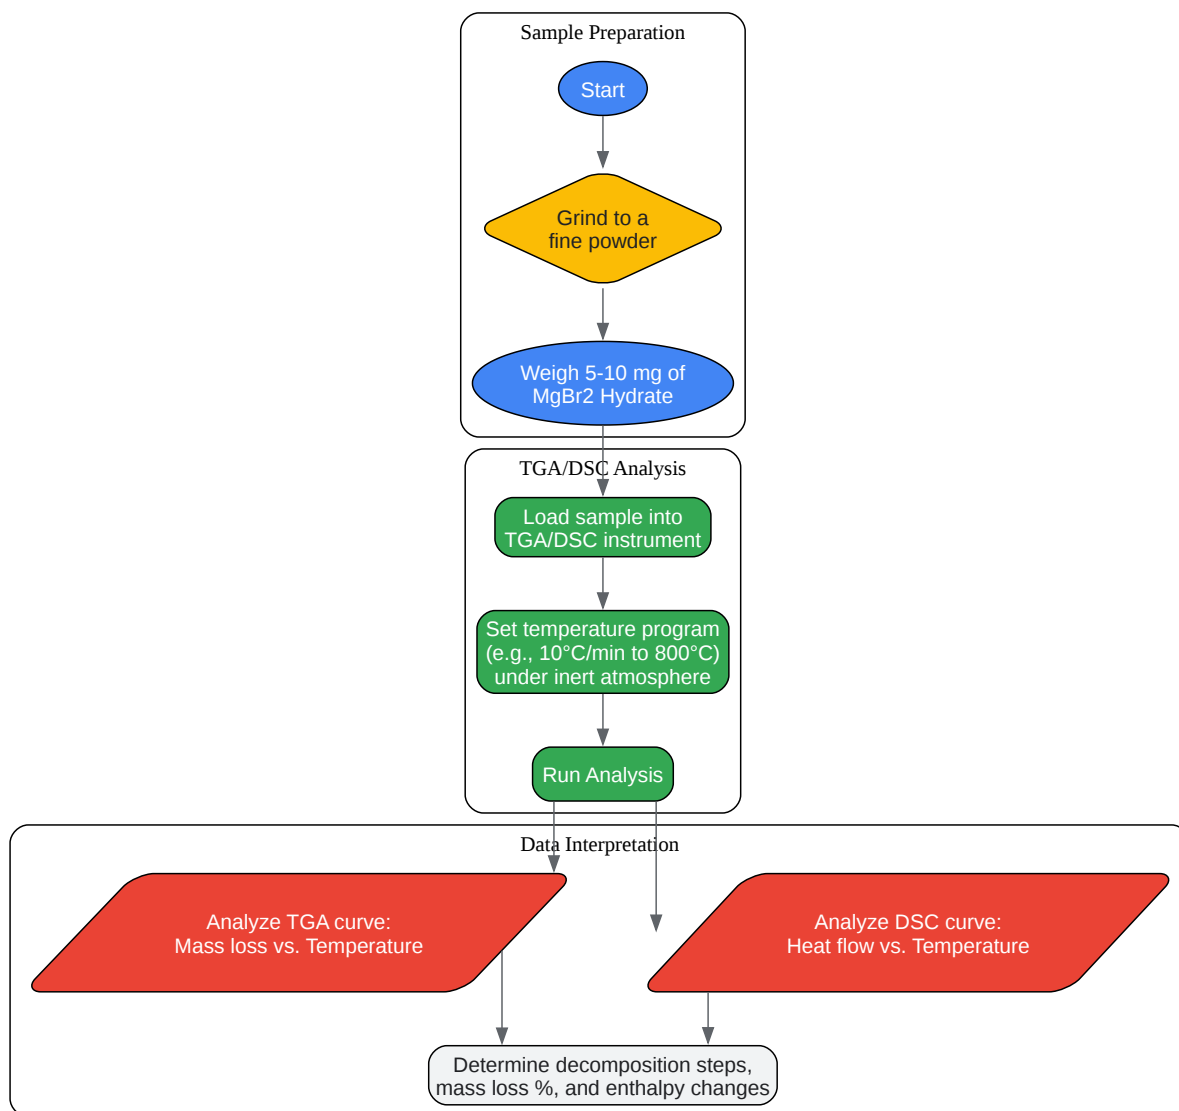 Sample Preparation
Start
Grind to a
fine powder
Weigh 5-10 mg of
MgBr2 Hydrate
TGA/DSC Analysis
Load sample into
TGA/DSC instrument
Set temperature program
(e.g., 10°C/min to 800°C)
under inert atmosphere
Run Analysis
Data Interpretation
Analyze TGA curve:
Mass loss vs. Temperature
Analyze DSC curve:
Heat flow vs. Temperature
Determine decomposition steps,
mass loss %, and enthalpy changes